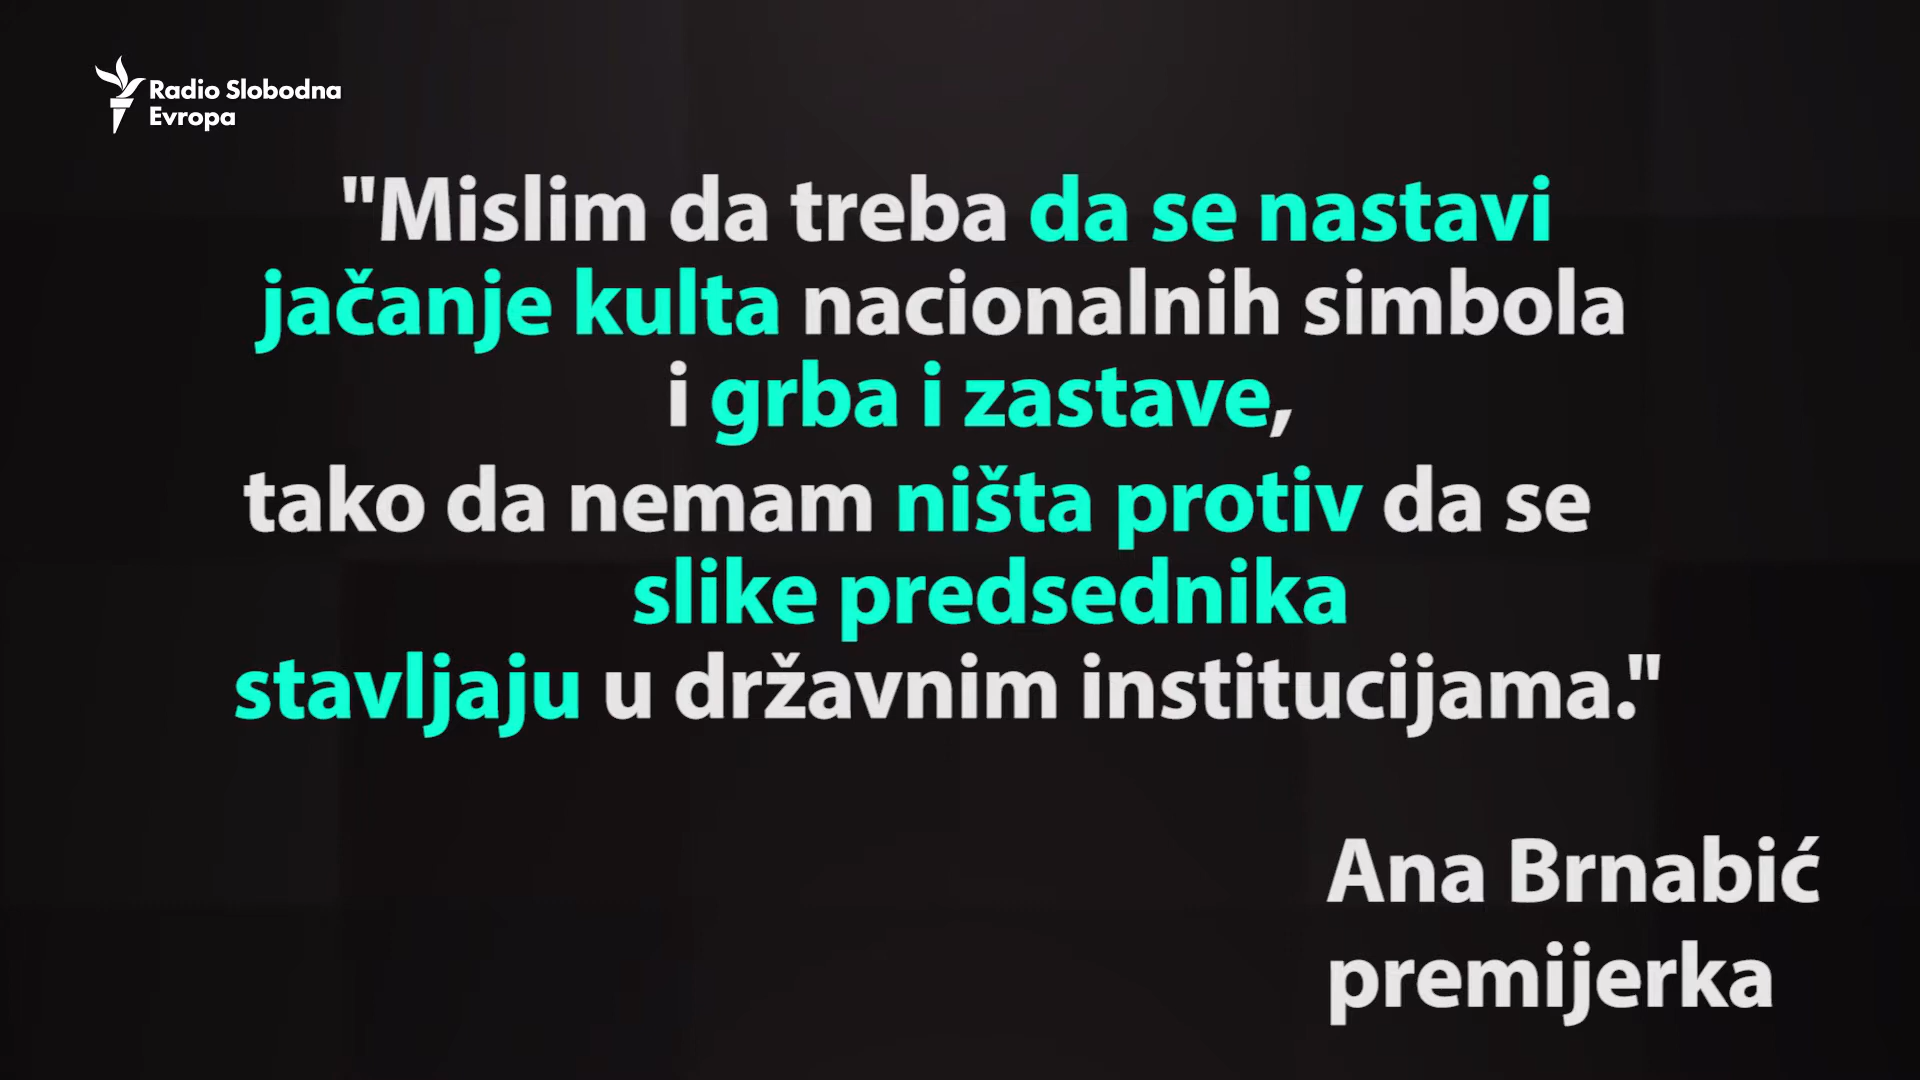 Radio Slobodna
Evropa
"Mislim da treba da se nastavi
jačanje kulta nacionalnih simbola
i grba i zastave,
tako da nemam ništa protiv da se
slike predsednika
stavljaju u državnim institucijama."
Ana Brnabić
premijerka